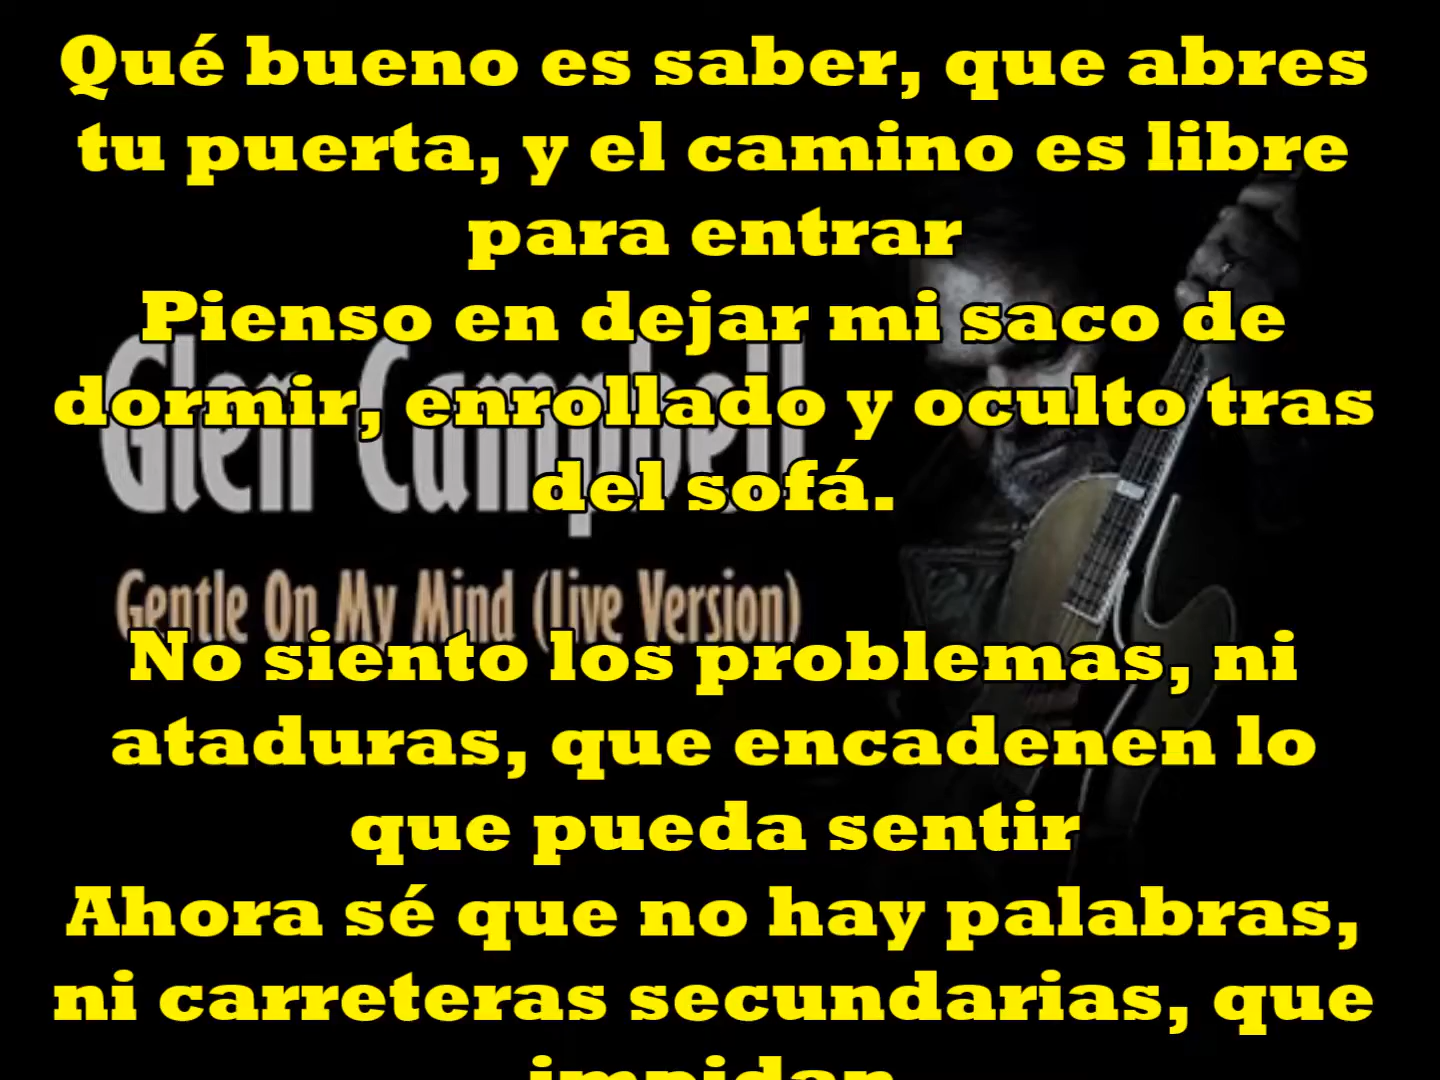 Qué bueno es saber, que abres
tu puerta, y el camino es libre
para entrar
Pienso en dejar mi saco de
dormir, enrollado y oculto tras
del sofá.
Glen Campbell
Gentle On My Mind (Live Version)
No siento los problemas, ni
ataduras, que encadenen lo
que pueda sentir
Ahora sé que no hay palabras,
ni carreteras secundarias, que
impidan